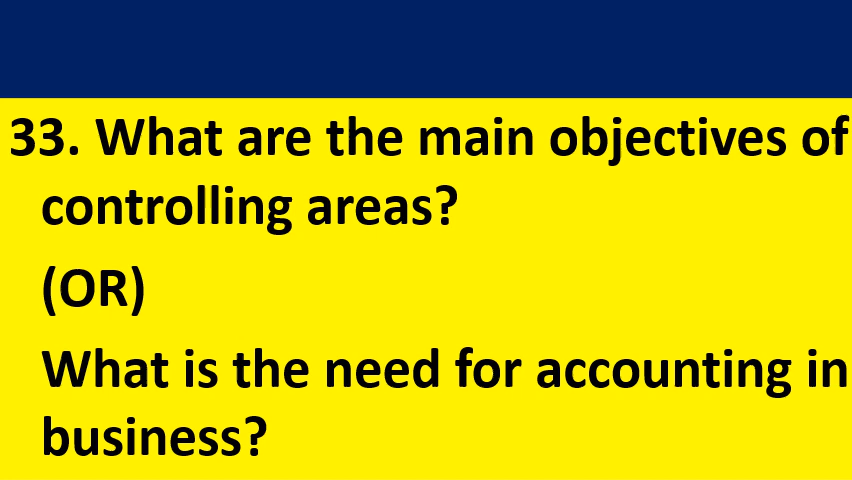 33. What are the main objectives of
controlling areas?
(OR)
What is the need for accounting in
business?